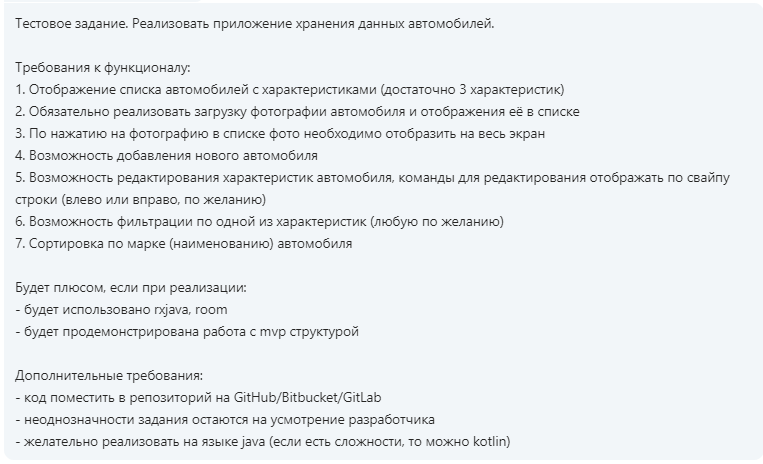 Тестовое задание. Реализовать приложение хранения данных автомобилей.
Требования к функционалу:
1. Отображение списка автомобилей с характеристиками (достаточно 3 характеристик)
2. Обязательно реализовать загрузку фотографии автомобиля и отображения её в списке
3. По нажатию на фотографию в списке фото необходимо отобразить на весь экран
4. Возможность добавления нового автомобиля
5. Возможность редактирования характеристик автомобиля, команды для редактирования отображать по свайпу
строки (влево или вправо, по желанию)
6. Возможность фильтрации по одной из характеристик (любую по желанию)
7. Сортировка по марке (наименованию) автомобиля
Будет плюсом, если при реализации:
- будет использовано rxjava, room
- будет продемонстрирована работа с mvp структурой
Дополнительные требования:
- код поместить в репозиторий на GitHub/Bitbucket/GitLab
- неоднозначности задания остаются на усмотрение разработчика
- желательно реализовать на языке java (если есть сложности, то можно kotlin)